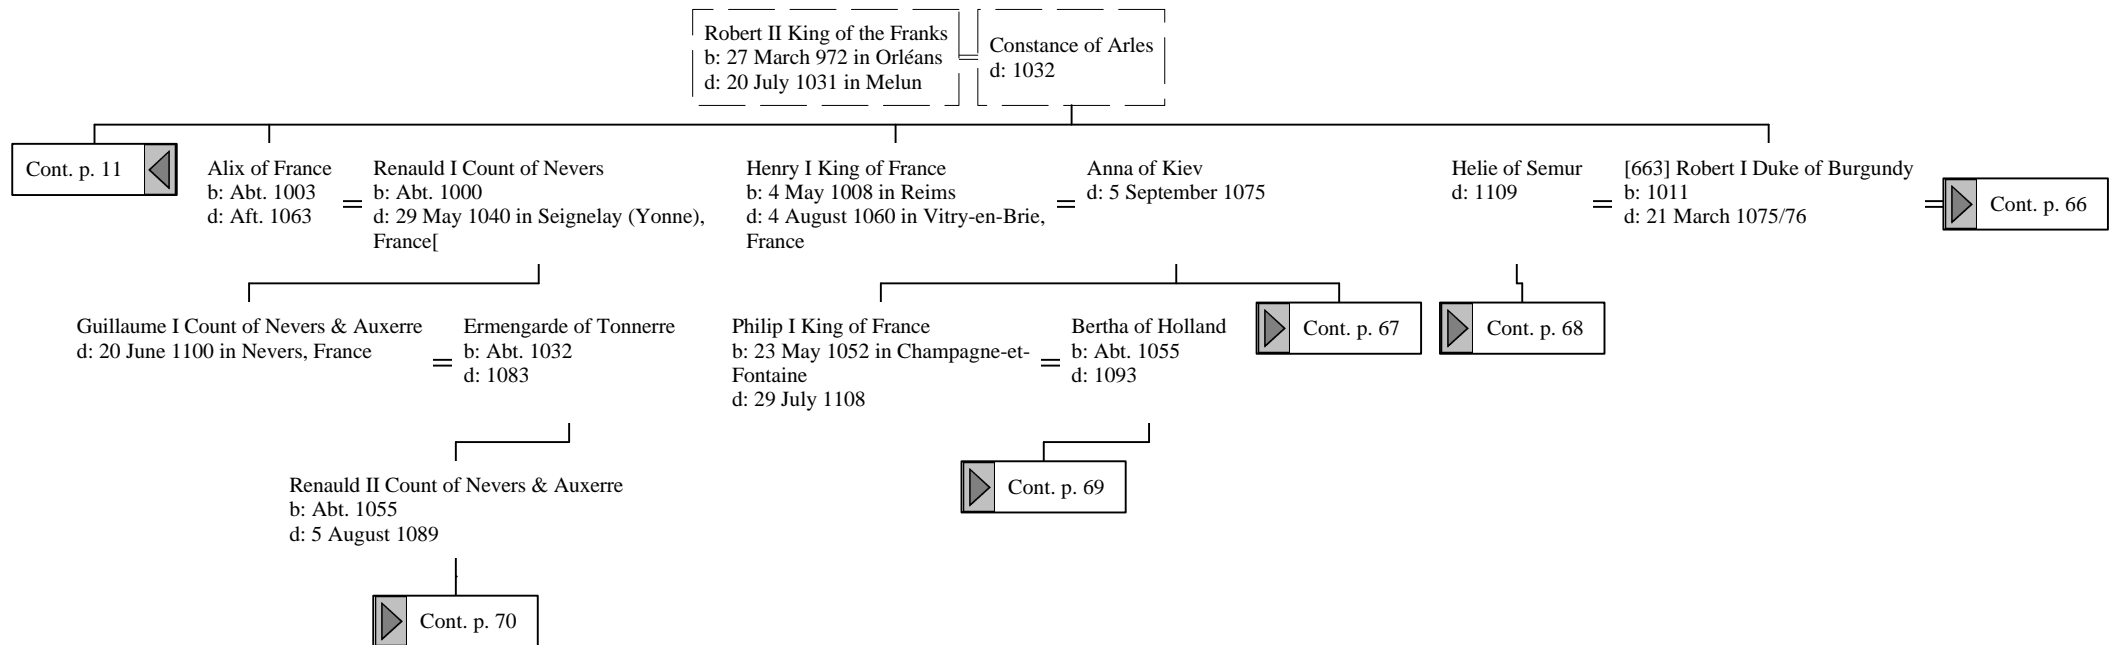 Robert II King of the Franks
b: 27 March 972 in Orléans
d: 20 July 1031 in Melun
Constance of Arles
d: 1032
Cont. p. 11
Alix of France
b: Abt. 1003
d: Aft. 1063
Renauld I Count of Nevers
b: Abt. 1000
d: 29 May 1040 in Seignelay (Yonne),
France[
Henry I King of France
b: 4 May 1008 in Reims
d: 4 August 1060 in Vitry-en-Brie,
France
Anna of Kiev
d: 5 September 1075
Helie of Semur
d: 1109
[663] Robert I Duke of Burgundy
b: 1011
d: 21 March 1075/76
Cont. p. 66
Guillaume I Count of Nevers & Auxerre
d: 20 June 1100 in Nevers, France
Ermengarde of Tonnerre
b: Abt. 1032
d: 1083
Philip I King of France
b: 23 May 1052 in Champagne-et-
Fontaine
d: 29 July 1108
Bertha of Holland
b: Abt. 1055
d: 1093
Cont. p. 67
Cont. p. 68
Renauld II Count of Nevers & Auxerre
b: Abt. 1055
d: 5 August 1089
Cont. p. 69
Cont. p. 70